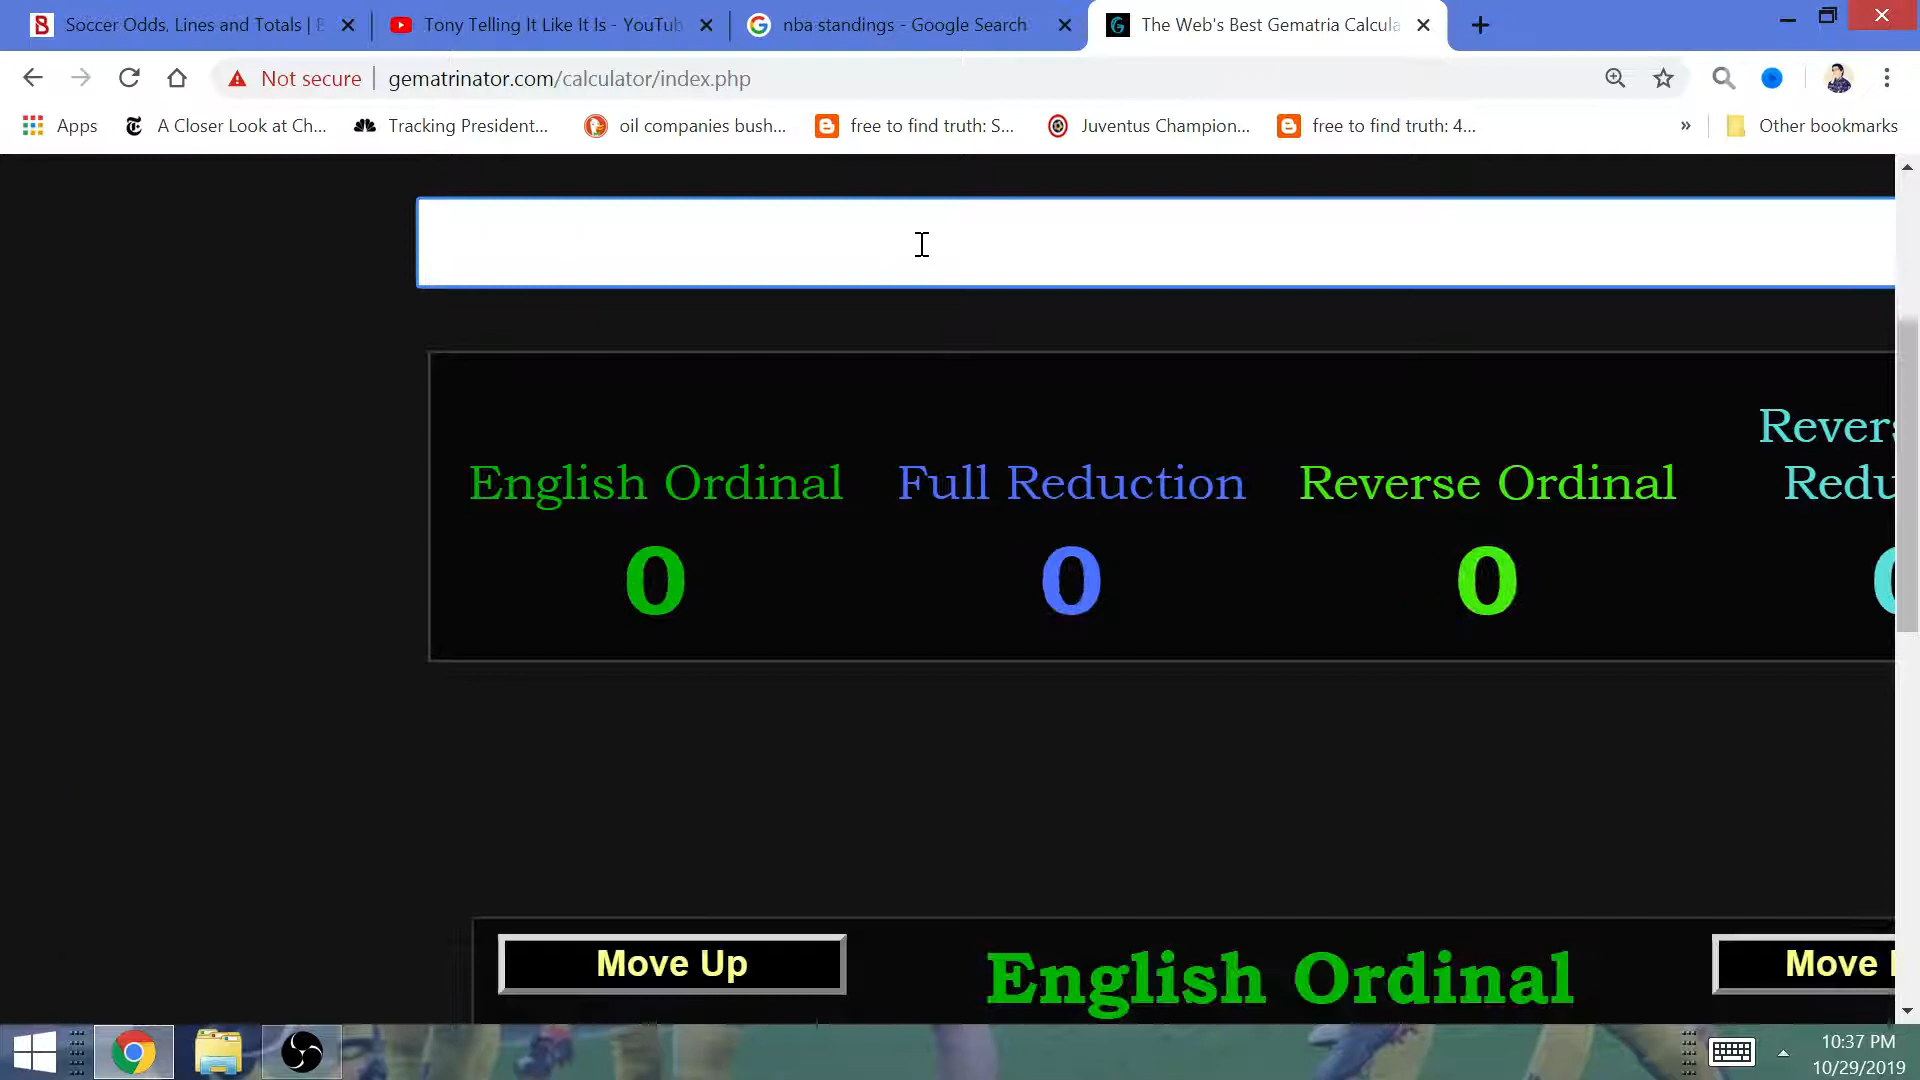 Soccer Odds, Lines and Totals |
Tony Telling It Like It Is - YouTub
nba standings - Google Search
The Web's Best Gematria Calcula
Not secure
gematrinator.com/calculator/index.php
Apps
A Closer Look at Ch...
Tracking President...
oil companies bush...
free to find truth: S...
Juventus Champion...
free to find truth: 4...
»
Other bookmarks
Revers
English Ordinal
Full Reduction
Reverse Ordinal
Redu
0
0
0
Move Up
English Ordinal
Move
10:37 PM
10/29/2019